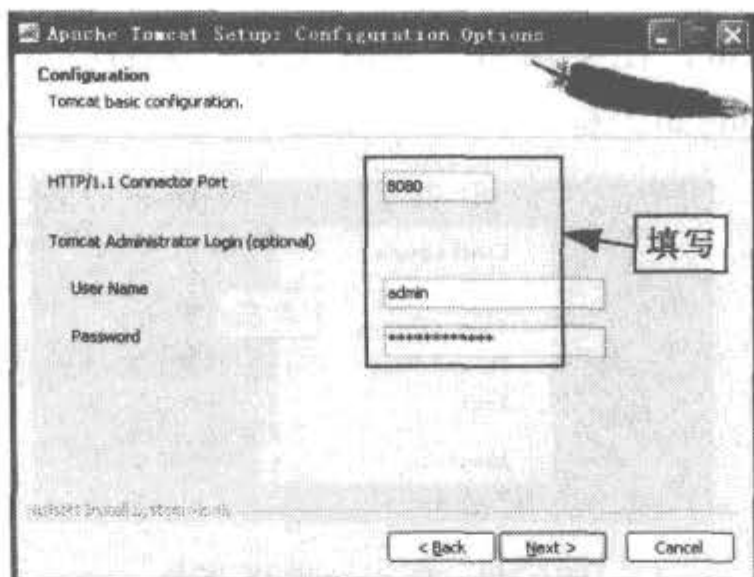 Apache Tomcat Setup: Configuration Options
Configuration
Tomcat basic configuration.
HTTP/1.1 Connector Port
8080
Tomcat Administrator Login (optional)
填写
User Name
admin
Password
************
< Back
Next >
Cancel